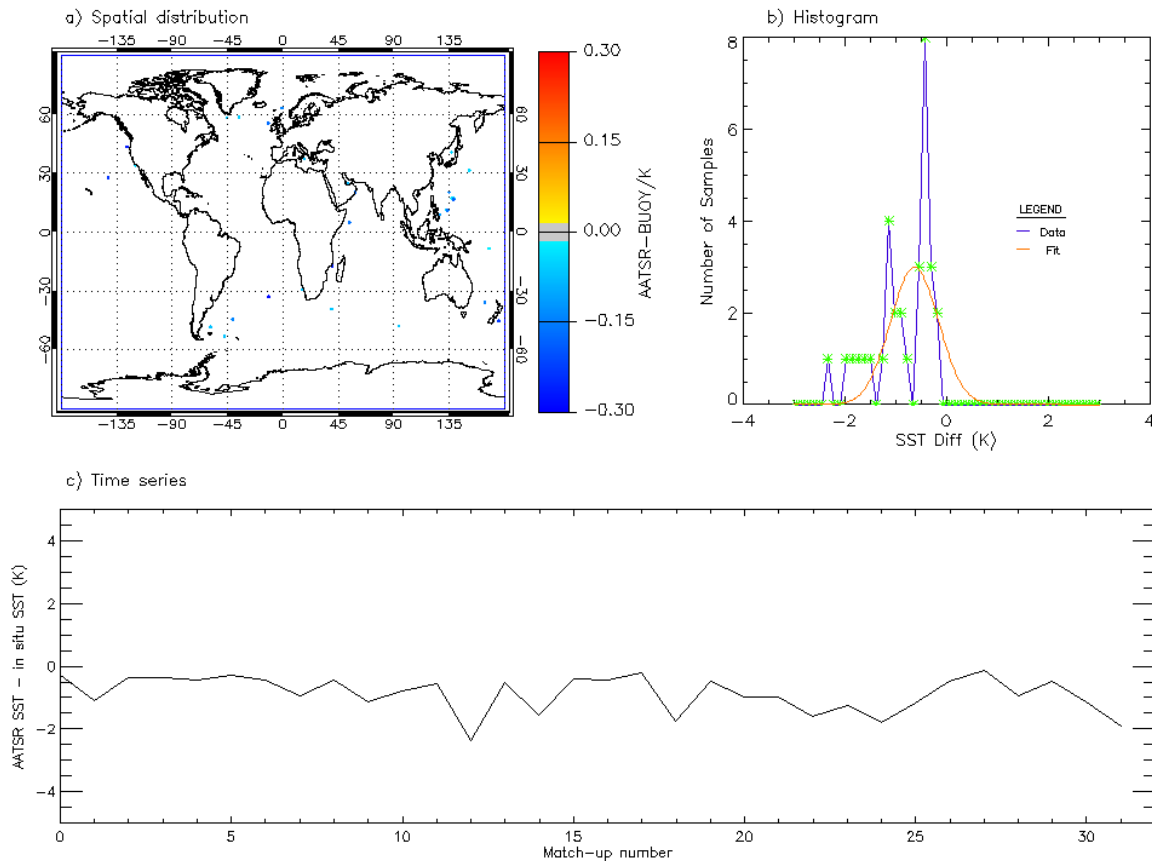 a) Spatial distribution
-135 -90 -45 0 45 90 135
60 30 0 -30 -60
60 30 0 -30 -60
-135 -90 -45 0 45 90 135
0.30
0.15
0.00
-0.15
-0.30
AATSR-BUOY/K
b) Histogram
8
6
4
2
0
Number of Samples
LEGEND
Data
Fit
-4 -2 0 2 4
SST Diff (K)
c) Time series
4
2
0
-2
-4
AATSR SST - in situ SST (K)
0 5 10 15 20 25 30
Match-up number